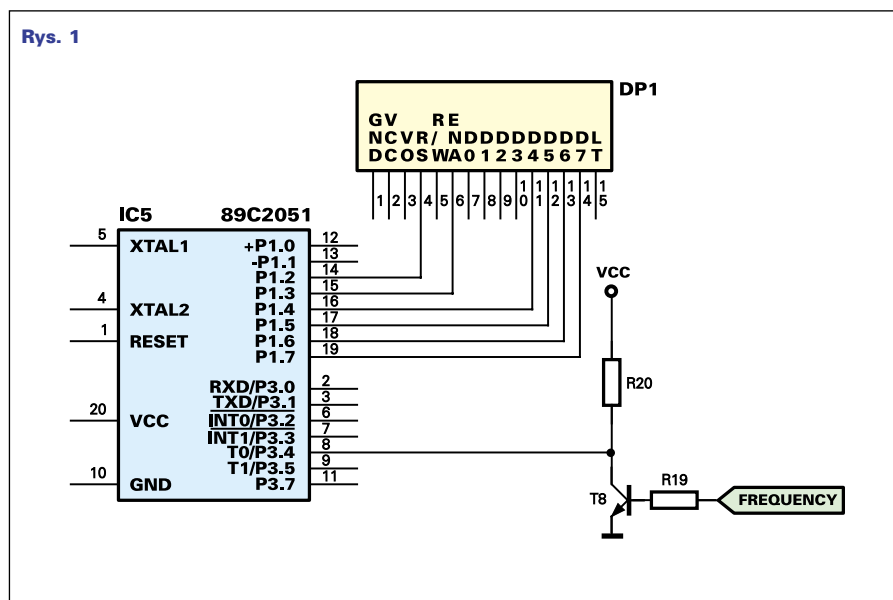 Rys. 1
DP1
GV RE
NCVR/ NDDDDDDDDL
DCOSWA01234567T
1 2 3 4 5 6 7 8 9 10 11 12 13 14 15
IC5 89C2051
5 XTAL1 +P1.0 12
-P1.1 13
P1.2 14
P1.3 15
4 XTAL2 P1.4 16
P1.5 17
1 RESET P1.6 18
P1.7 19
RXD/P3.0 2
TXD/P3.1 3
20 VCC INT0/P3.2 6
INT1/P3.3 7
T0/P3.4 8
T1/P3.5 9
10 GND P3.7 11
VCC
R20
T8
R19
FREQUENCY